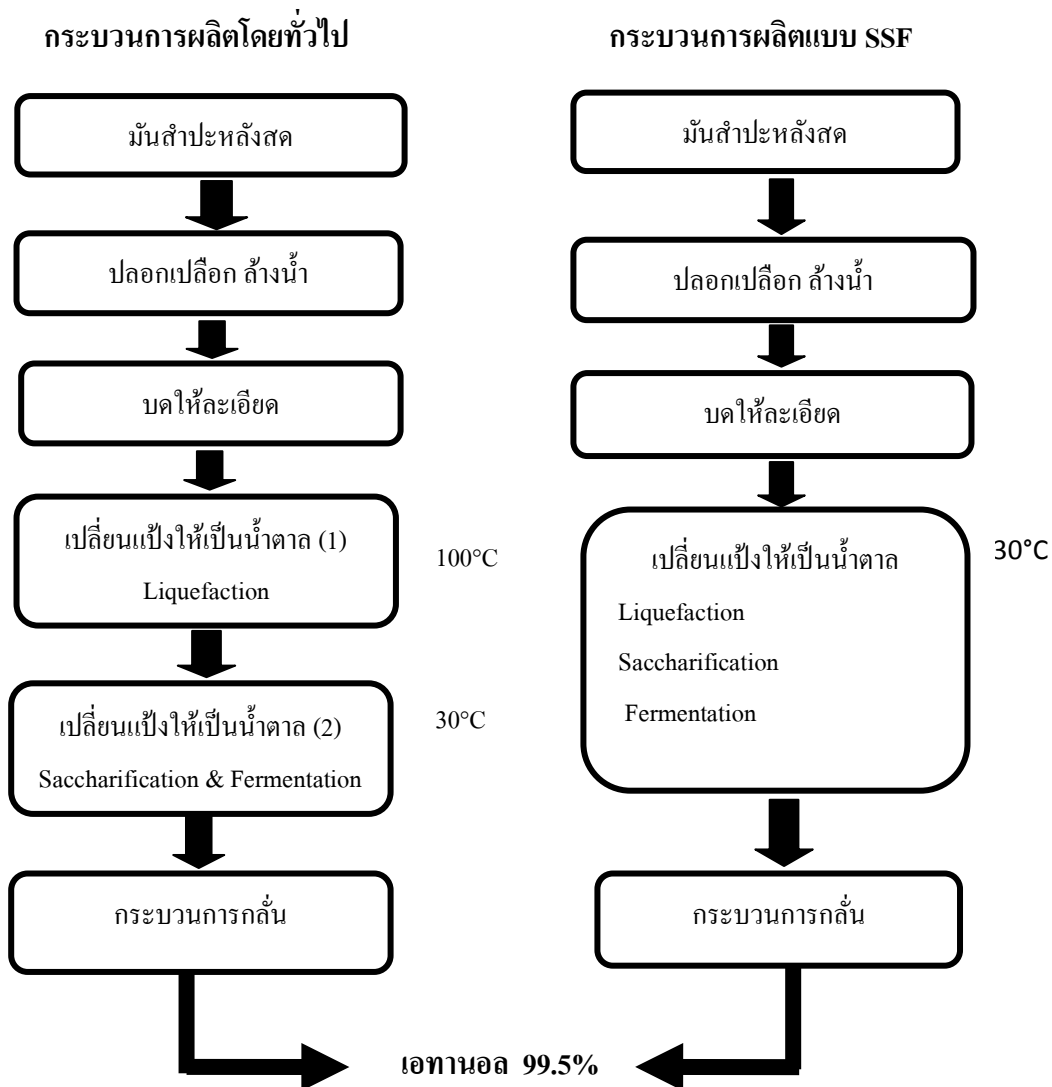 กระบวนการผลิตโดยทั่วไป
มันสำปะหลังสด
ปลอกเปลือก ล้างน้ำ
บดให้ละเอียด
เปลี่ยนแป้งให้เป็นน้ำตาล (1)
Liquefaction
100°C
เปลี่ยนแป้งให้เป็นน้ำตาล (2)
Saccharification & Fermentation
30°C
กระบวนการกลั่น
กระบวนการผลิตแบบ SSF
มันสำปะหลังสด
ปลอกเปลือก ล้างน้ำ
บดให้ละเอียด
เปลี่ยนแป้งให้เป็นน้ำตาล
Liquefaction
Saccharification
Fermentation
30°C
กระบวนการกลั่น
เอทานอล 99.5%